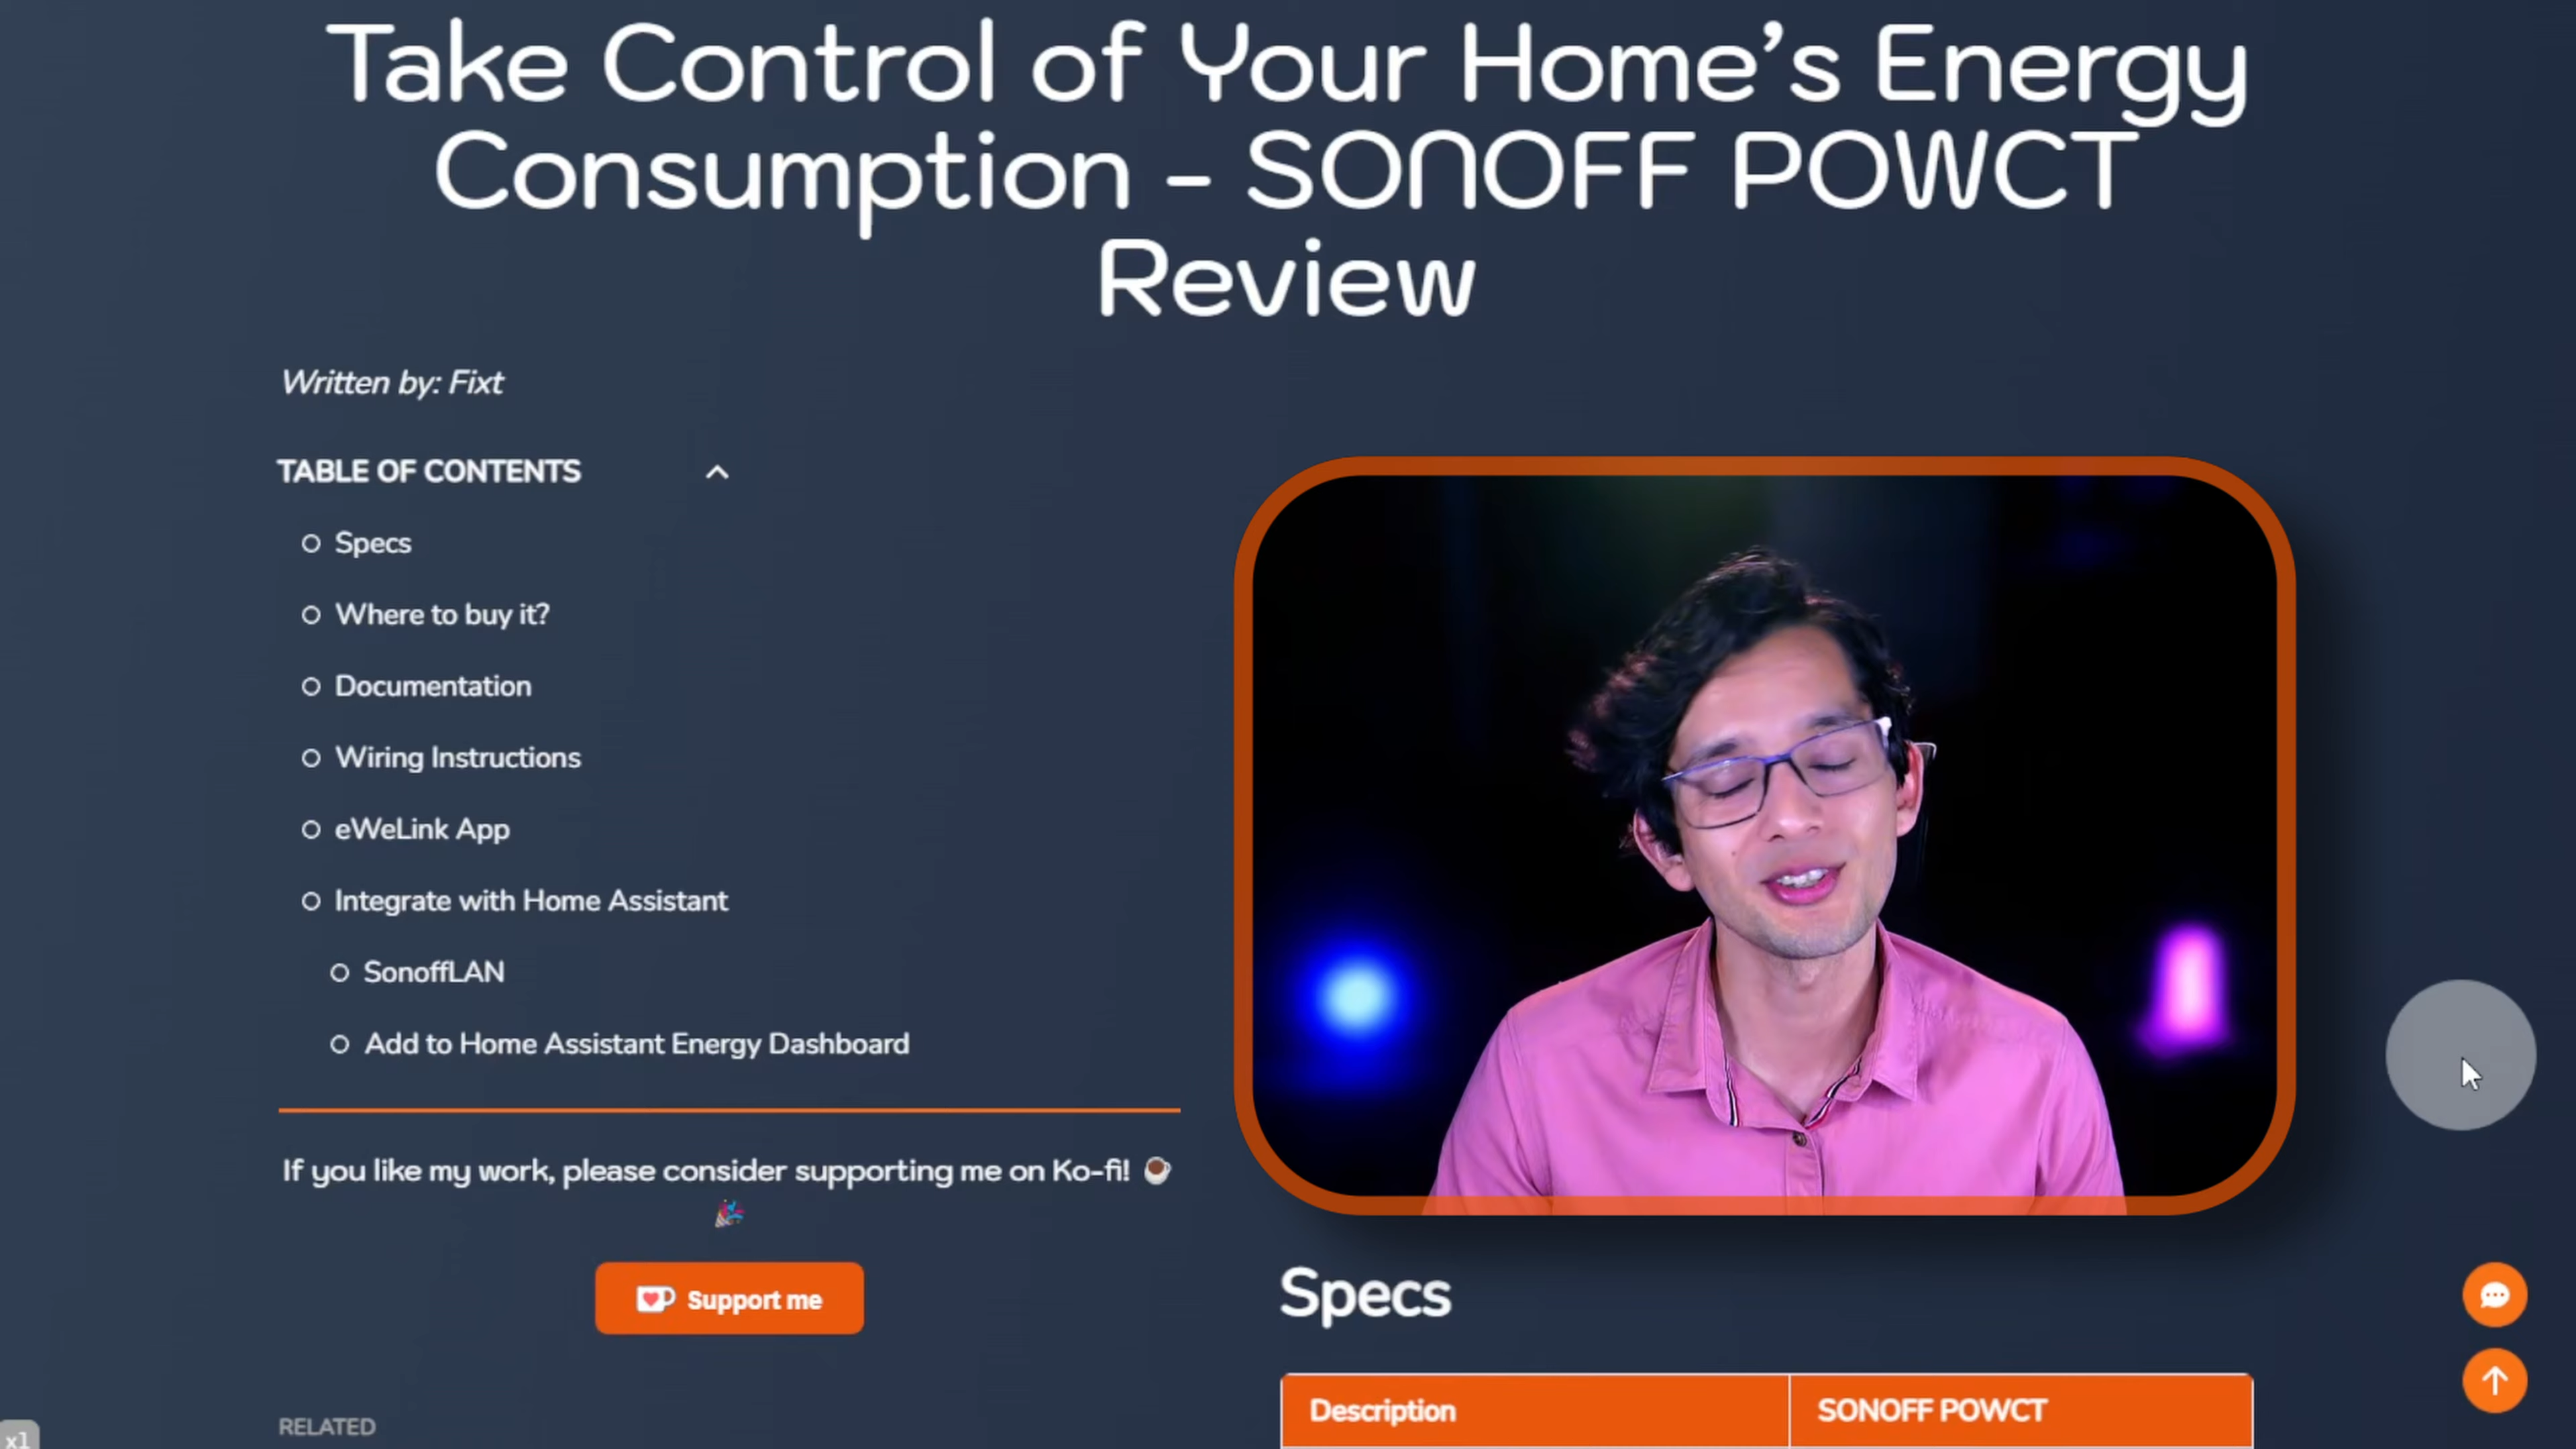 Take Control of Your Home’s Energy
Consumption - SONOFF POWCT
Review
Written by: Fixt
TABLE OF CONTENTS
Specs
Where to buy it?
Documentation
Wiring Instructions
eWeLink App
Integrate with Home Assistant
SonoffLAN
Add to Home Assistant Energy Dashboard
If you like my work, please consider supporting me on Ko-fi! ☕
🎉
Support me
RELATED
Specs
Description SONOFF POWCT
x1